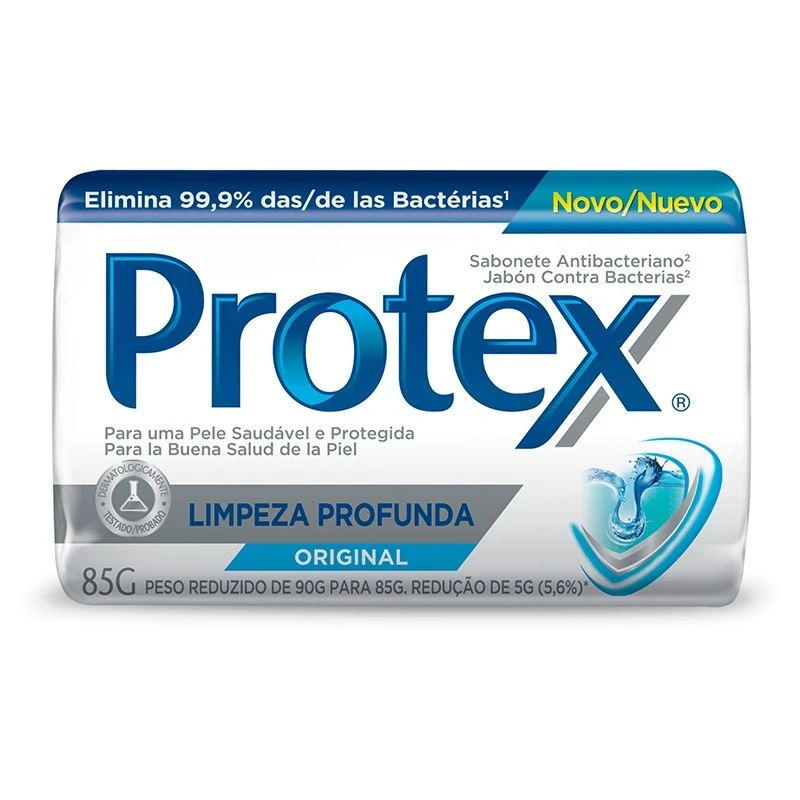 Elimina 99,9% das/de las Bactérias¹
Novo/Nuevo
Sabonete Antibacteriano²
Jabón Contra Bacterias²
Protex®
Para uma Pele Saudável e Protegida
Para la Buena Salud de la Piel
DERMATOLOGICAMENTE
TESTADO/PROBADO
LIMPEZA PROFUNDA
ORIGINAL
85G PESO REDUZIDO DE 90G PARA 85G. REDUÇÃO DE 5G (5,6%)*